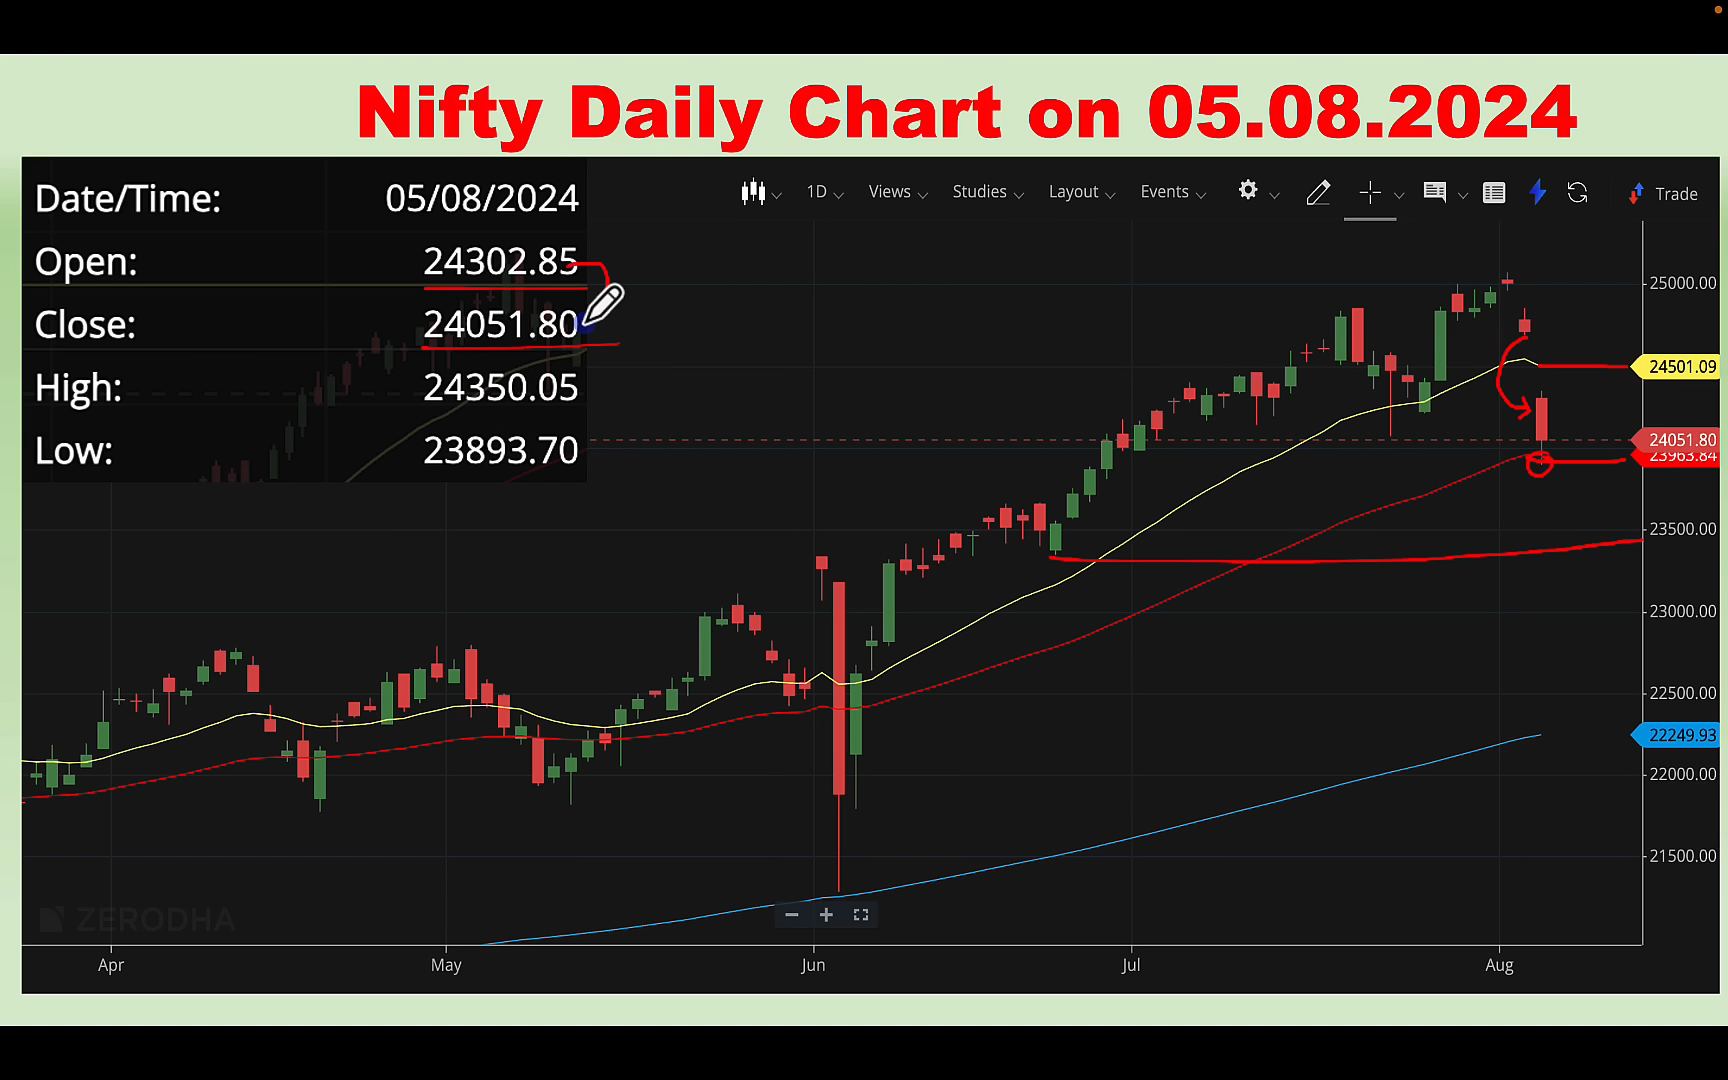 Nifty Daily Chart on 05.08.2024
Date/Time: 05/08/2024
Open: 24302.85
Close: 24051.80
High: 24350.05
Low: 23893.70
1D Views Studies Layout Events Trade
25000.00
24501.09
24051.80
23963.84
23500.00
23000.00
22500.00
22249.93
22000.00
21500.00
ZERODHA
Apr May Jun Jul Aug